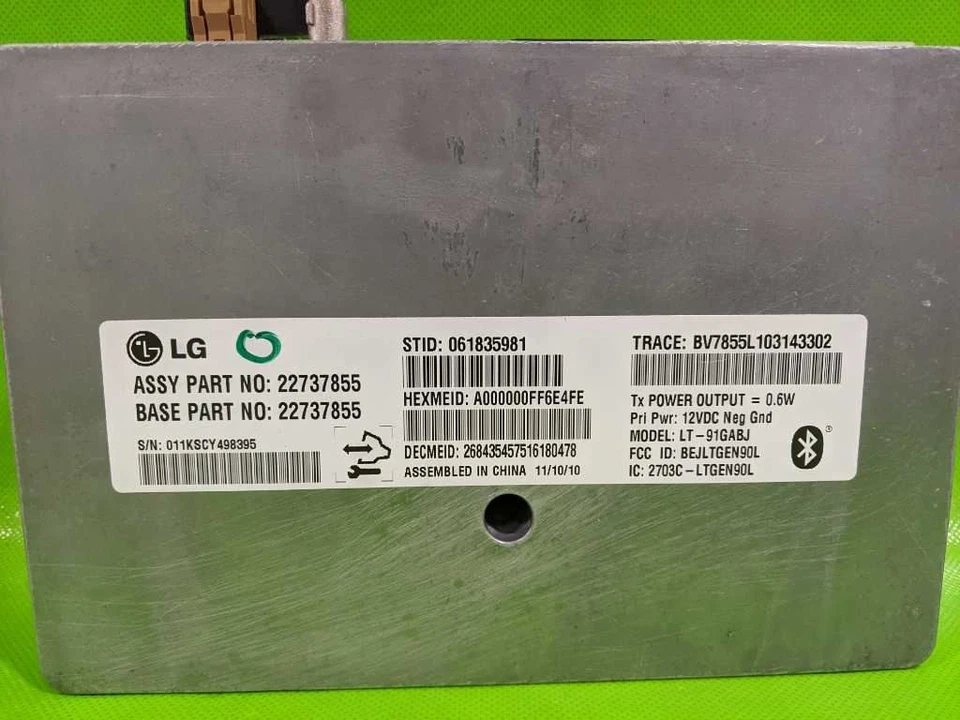 LG
ASSY PART NO: 22737855
BASE PART NO: 22737855
S/N: 011KSCY498395
STID: 061835981
HEXMEID: A000000FF6E4FE
DECMEID: 268435457516180478
ASSEMBLED IN CHINA 11/10/10
TRACE: BV7855L103143302
Tx POWER OUTPUT = 0.6W
Pri Pwr: 12VDC Neg Gnd
MODEL: LT-91GABJ
FCC ID: BEJLTGEN90L
IC: 2703C-LTGEN90L